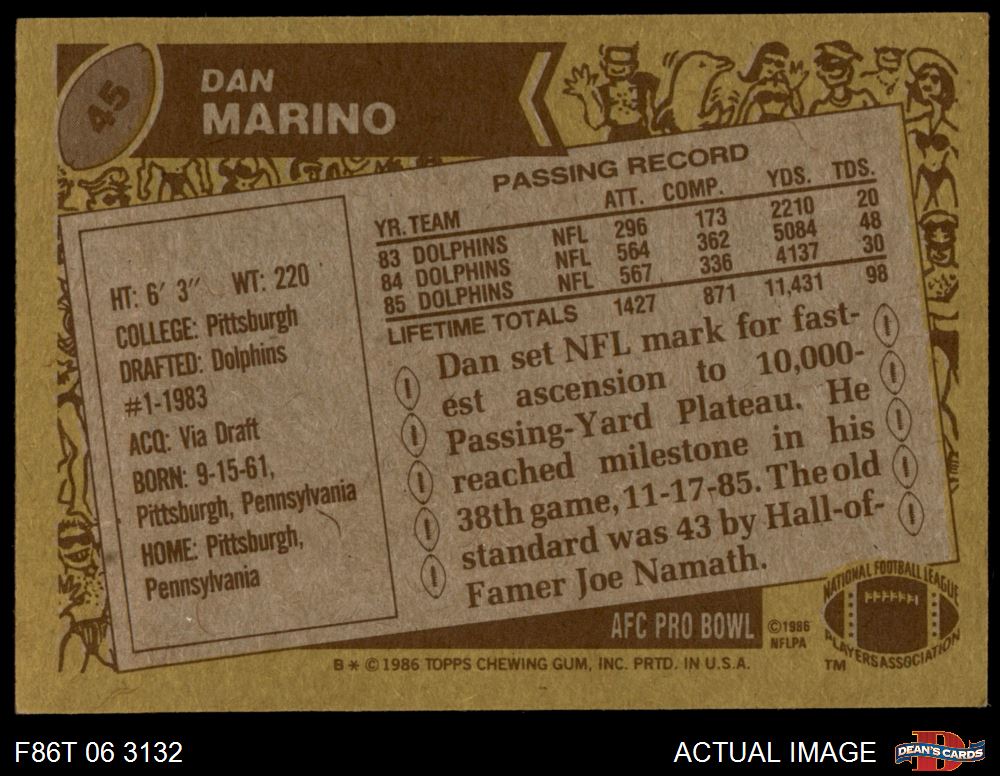 45
DAN
MARINO
PASSING RECORD
YR. TEAM ATT. COMP. YDS. TDS.
83 DOLPHINS NFL 296 173 2210 20
84 DOLPHINS NFL 564 362 5084 48
85 DOLPHINS NFL 567 336 4137 30
LIFETIME TOTALS 1427 871 11,431 98
HT: 6′ 3″ WT: 220
COLLEGE: Pittsburgh
DRAFTED: Dolphins
#1-1983
ACQ: Via Draft
BORN: 9-15-61,
Pittsburgh, Pennsylvania
HOME: Pittsburgh,
Pennsylvania
Dan set NFL mark for fast-
est ascension to 10,000-
Passing-Yard Plateau. He
reached milestone in his
38th game, 11-17-85. The old
standard was 43 by Hall-of-
Famer Joe Namath.
AFC PRO BOWL
©1986
NFLPA
NATIONAL FOOTBALL LEAGUE
PLAYERS ASSOCIATION
TM
B * © 1986 TOPPS CHEWING GUM, INC. PRTD. IN U.S.A.
F86T 06 3132
ACTUAL IMAGE
D
DEAN'S CARDS